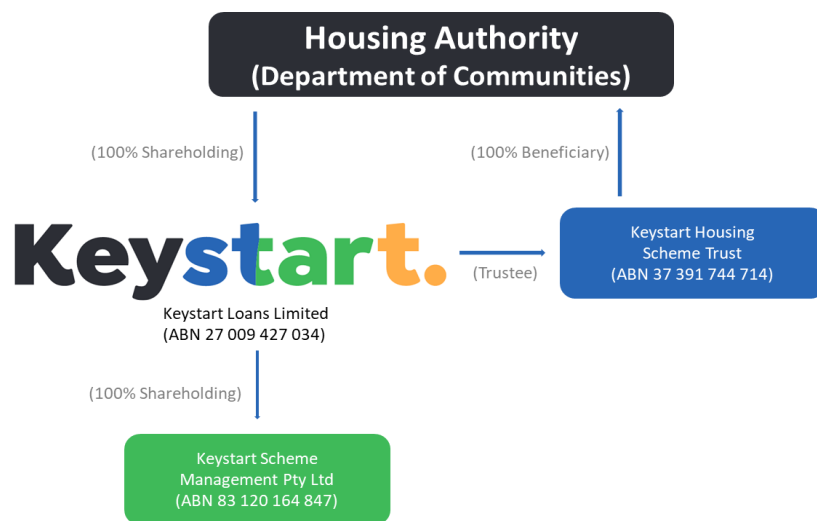 Housing Authority
(Department of Communities)
(100% Shareholding)
(100% Beneficiary)
Keystart.
(Trustee)
Keystart Housing
Scheme Trust
(ABN 37 391 744 714)
Keystart Loans Limited
(ABN 27 009 427 034)
(100% Shareholding)
Keystart Scheme
Management Pty Ltd
(ABN 83 120 164 847)